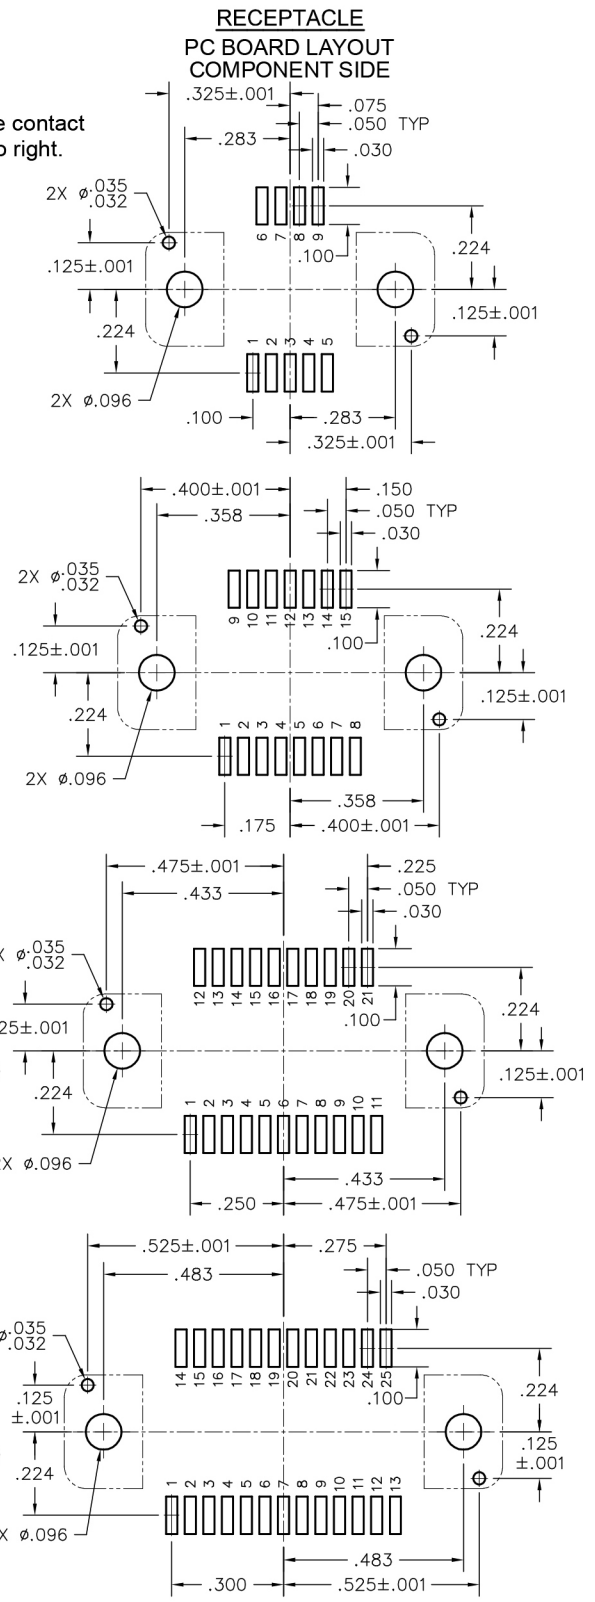 RECEPTACLE
PC BOARD LAYOUT
COMPONENT SIDE
e contact
o right.
.325±.001
.075
.050 TYP
.283
.030
2X ⌀.035
.032
6 7 8 9
.100
.224
.125±.001
.125±.001
.224
1 2 3 4 5
2X ⌀.096
.100
.283
.325±.001
.400±.001
.150
.050 TYP
.358
.030
2X ⌀.035
.032
9 10 11 12 13 14 15
.100
.224
.125±.001
.125±.001
.224
1 2 3 4 5 6 7 8
2X ⌀.096
.358
.175
.400±.001
.475±.001
.225
.050 TYP
.433
.030
X ⌀.035
.032
12 13 14 15 16 17 18 19 20 21
.100
.224
25±.001
.125±.001
.224
1 2 3 4 5 6 7 8 9 10 11
2X ⌀.096
.433
.250
.475±.001
.525±.001
.275
.050 TYP
.483
.030
⌀.035
.032
14 15 16 17 18 19 20 21 22 23 24 25
.100
.224
.125
±.001
.125
±.001
.224
1 2 3 4 5 6 7 8 9 10 11 12 13
X ⌀.096
.483
.300
.525±.001